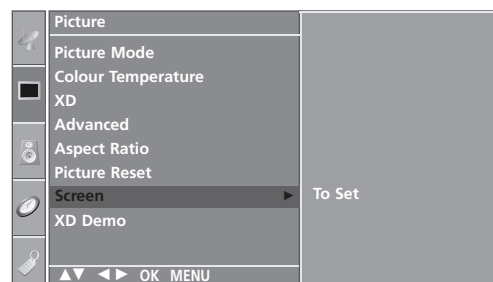 Picture
Picture Mode
Colour Temperature
XD
Advanced
Aspect Ratio
Picture Reset
Screen ► To Set
XD Demo
▲▼ ◄► OK MENU